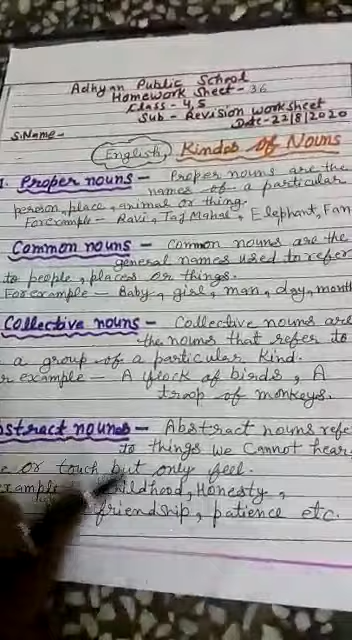 Adhyan Public School
Homework Sheet - 36
Class - 4,5
Sub - Revision worksheet
Date - 22/8/2020
S.Name -
English, Kindes of Nouns
1. Proper nouns - Proper nouns are the
names of a particular
person, place, animal or thing.
For example - Ravi, Taj Mahal, Elephant, Fan
Common nouns - Common nouns are the
general names used to refer
to people, places or things.
For example - Baby, girl, man, day, month
Collective nouns - Collective nouns are
the nouns that refer to
a group of a particular kind.
example - A flock of birds, A
troop of monkeys.
bstract nouns - Abstract nouns refe
to things we cannot hear
or touch but only feel.
example childhood, Honesty,
friendship, patience etc.